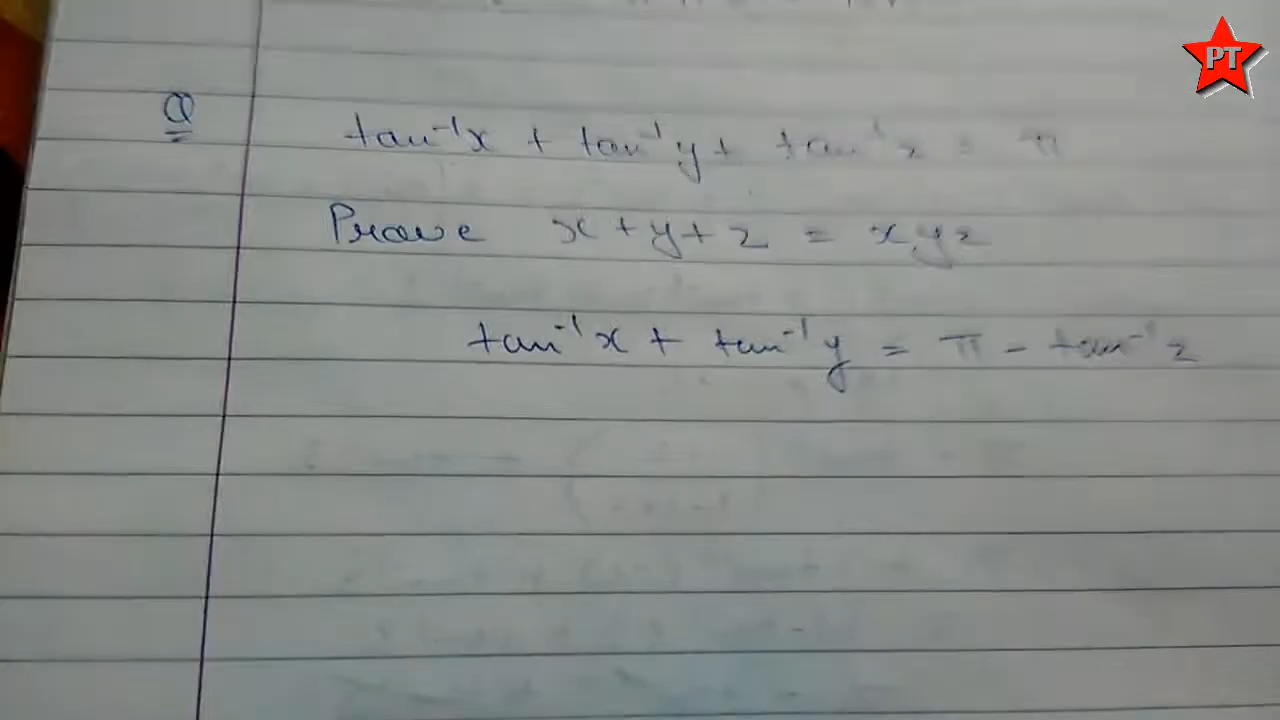 PT
Q tan⁻¹x + tan⁻¹y + tan⁻¹z = π
Prove x + y + z = xyz
tan⁻¹x + tan⁻¹y = π - tan⁻¹z